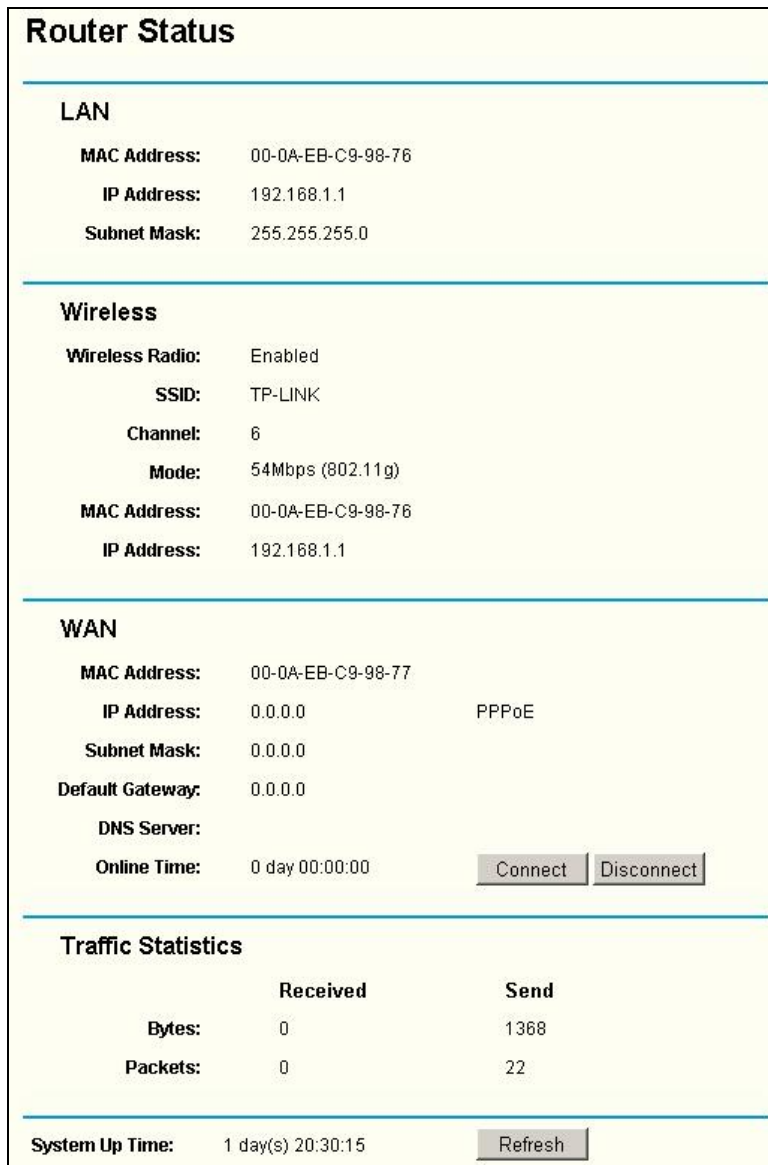 Router Status
LAN
MAC Address: 00-0A-EB-C9-98-76
IP Address: 192.168.1.1
Subnet Mask: 255.255.255.0
Wireless
Wireless Radio: Enabled
SSID: TP-LINK
Channel: 6
Mode: 54Mbps (802.11g)
MAC Address: 00-0A-EB-C9-98-76
IP Address: 192.168.1.1
WAN
MAC Address: 00-0A-EB-C9-98-77
IP Address: 0.0.0.0 PPPoE
Subnet Mask: 0.0.0.0
Default Gateway: 0.0.0.0
DNS Server:
Online Time: 0 day 00:00:00 Connect Disconnect
Traffic Statistics
Received Send
Bytes: 0 1368
Packets: 0 22
System Up Time: 1 day(s) 20:30:15 Refresh